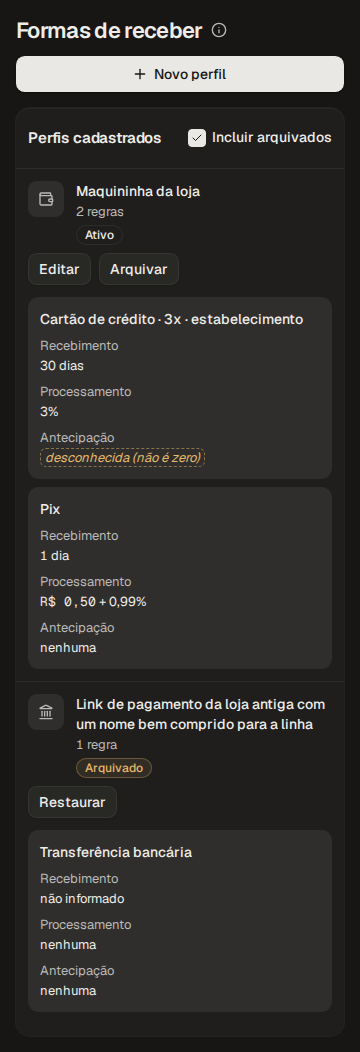 Formas de receber
Novo perfil
Perfis cadastrados
Incluir arquivados
Maquininha da loja
2 regras
Ativo
Editar
Arquivar
Cartão de crédito · 3x · estabelecimento
Recebimento
30 dias
Processamento
3%
Antecipação
desconhecida (não é zero)
Pix
Recebimento
1 dia
Processamento
R$ 0,50 + 0,99%
Antecipação
nenhuma
Link de pagamento da loja antiga com
um nome bem comprido para a linha
1 regra
Arquivado
Restaurar
Transferência bancária
Recebimento
não informado
Processamento
nenhuma
Antecipação
nenhuma